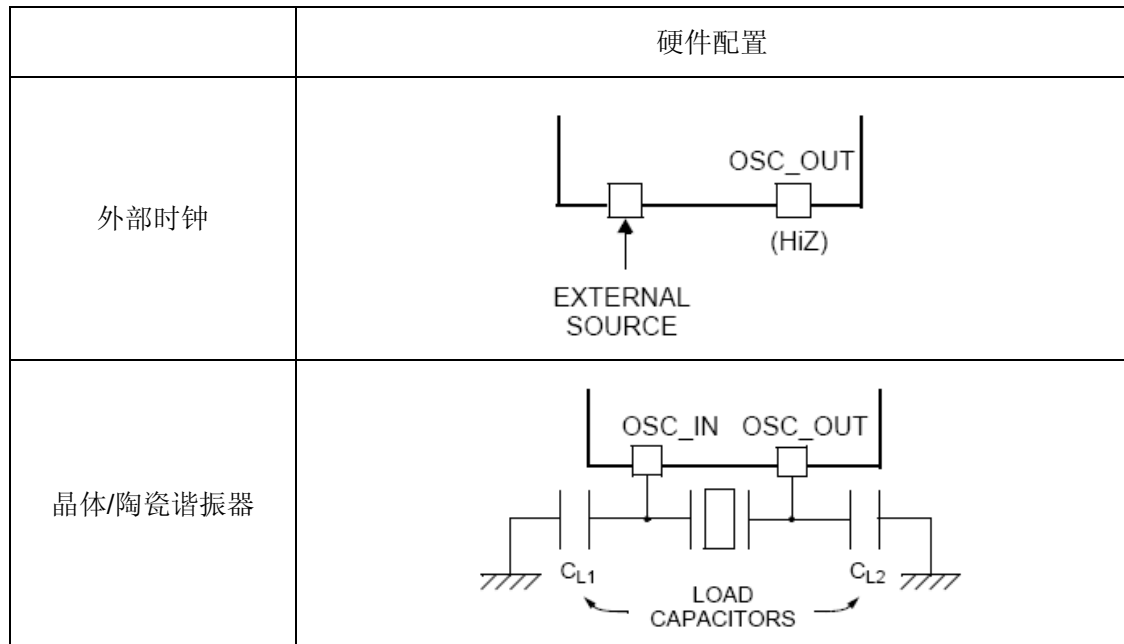 硬件配置
外部时钟
OSC_OUT
(HiZ)
EXTERNAL
SOURCE
晶体/陶瓷谐振器
OSC_IN OSC_OUT
CL1
CL2
LOAD
CAPACITORS